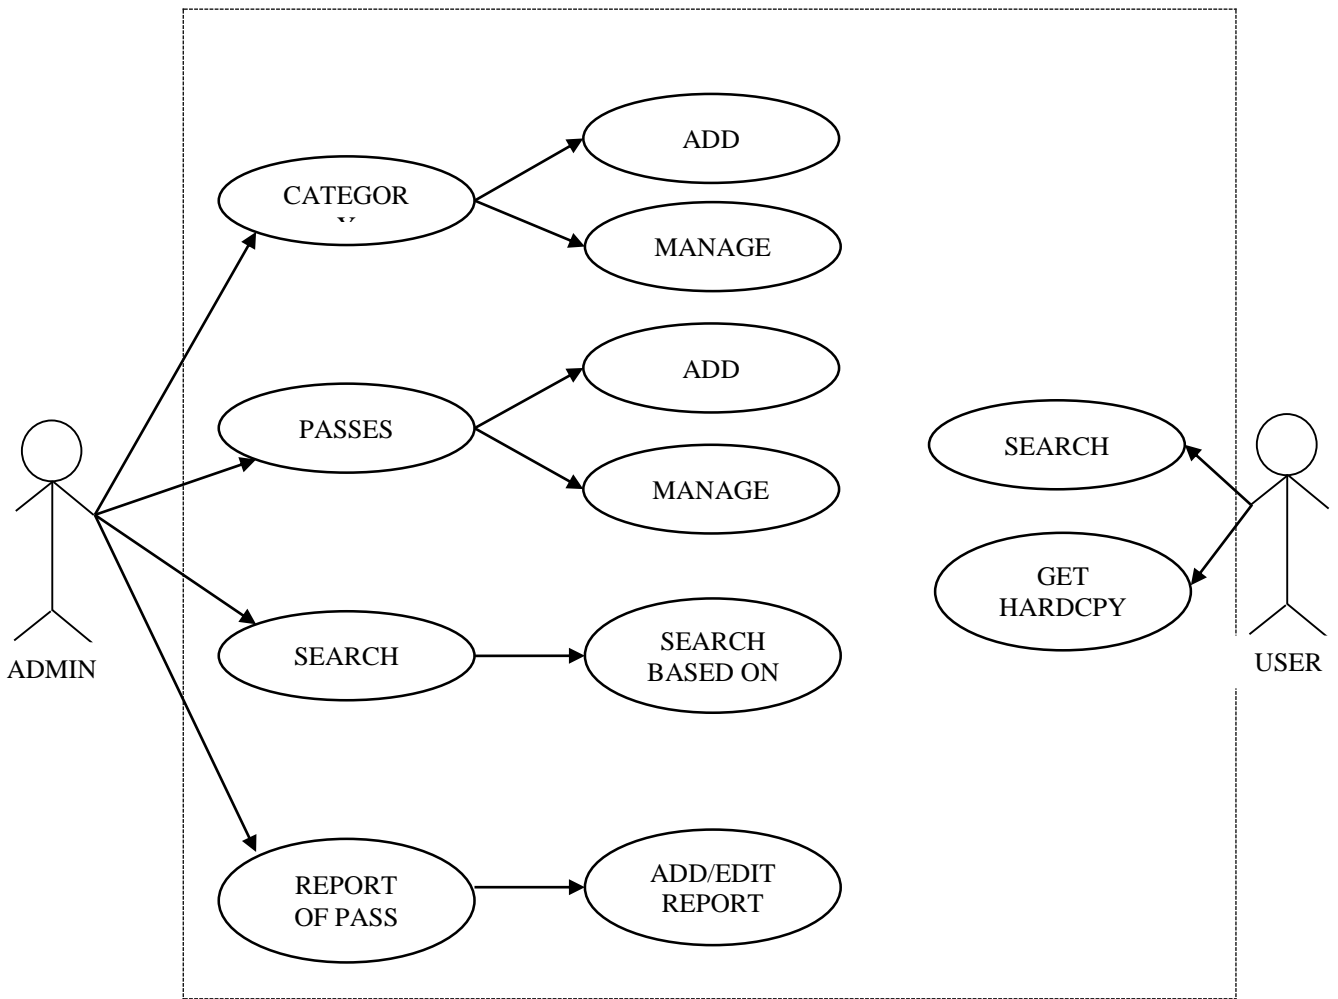 ADD
CATEGOR
Y
MANAGE
ADD
PASSES
MANAGE
SEARCH
GET
HARDCPY
SEARCH
SEARCH
BASED ON
ADMIN
USER
REPORT
OF PASS
ADD/EDIT
REPORT